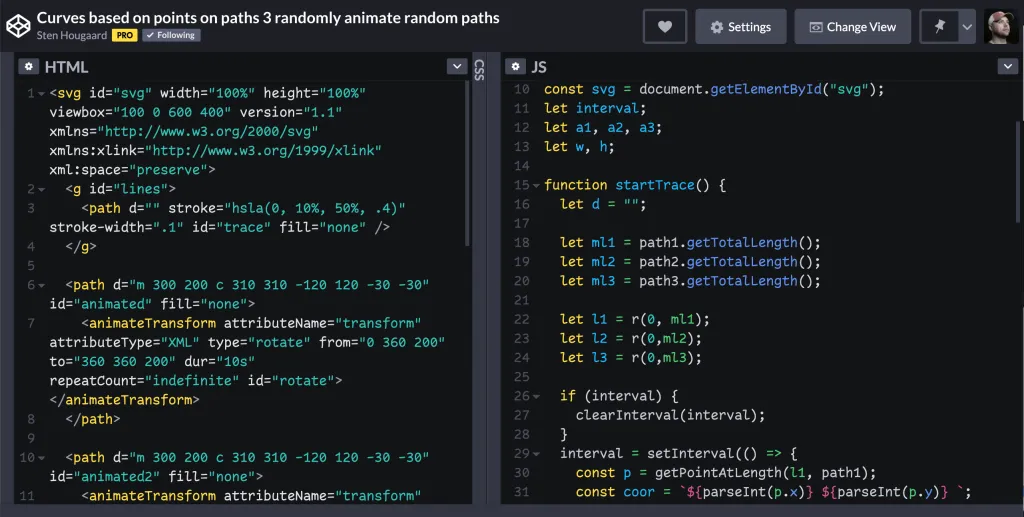 Curves based on points on paths 3 randomly animate random paths
Sten Hougaard PRO ✓ Following
Settings
Change View
HTML
1 <svg id="svg" width="100%" height="100%"
viewbox="100 0 600 400" version="1.1"
xmlns="http://www.w3.org/2000/svg"
xmlns:xlink="http://www.w3.org/1999/xlink"
xml:space="preserve">
2 <g id="lines">
3 <path d="" stroke="hsla(0, 10%, 50%, .4)"
stroke-width=".1" id="trace" fill="none" />
4 </g>
5
6 <path d="m 300 200 c 310 310 -120 120 -30 -30"
id="animated" fill="none">
7 <animateTransform attributeName="transform"
attributeType="XML" type="rotate" from="0 360 200"
to="360 360 200" dur="10s"
repeatCount="indefinite" id="rotate">
</animateTransform>
8 </path>
9
10 <path d="m 300 200 c 310 310 -120 120 -30 -30"
id="animated2" fill="none">
11 <animateTransform attributeName="transform"
CSS
JS
10 const svg = document.getElementById("svg");
11 let interval;
12 let a1, a2, a3;
13 let w, h;
14
15 function startTrace() {
16 let d = "";
17
18 let ml1 = path1.getTotalLength();
19 let ml2 = path2.getTotalLength();
20 let ml3 = path3.getTotalLength();
21
22 let l1 = r(0, ml1);
23 let l2 = r(0,ml2);
24 let l3 = r(0,ml3);
25
26 if (interval) {
27 clearInterval(interval);
28 }
29 interval = setInterval(() => {
30 const p = getPointAtLength(l1, path1);
31 const coor = `${parseInt(p.x)} ${parseInt(p.y)} `;